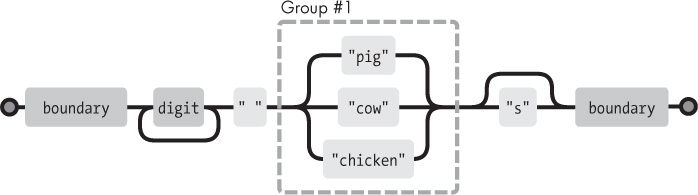 Group #1
"pig"
boundary digit " " "cow" "s" boundary
"chicken"